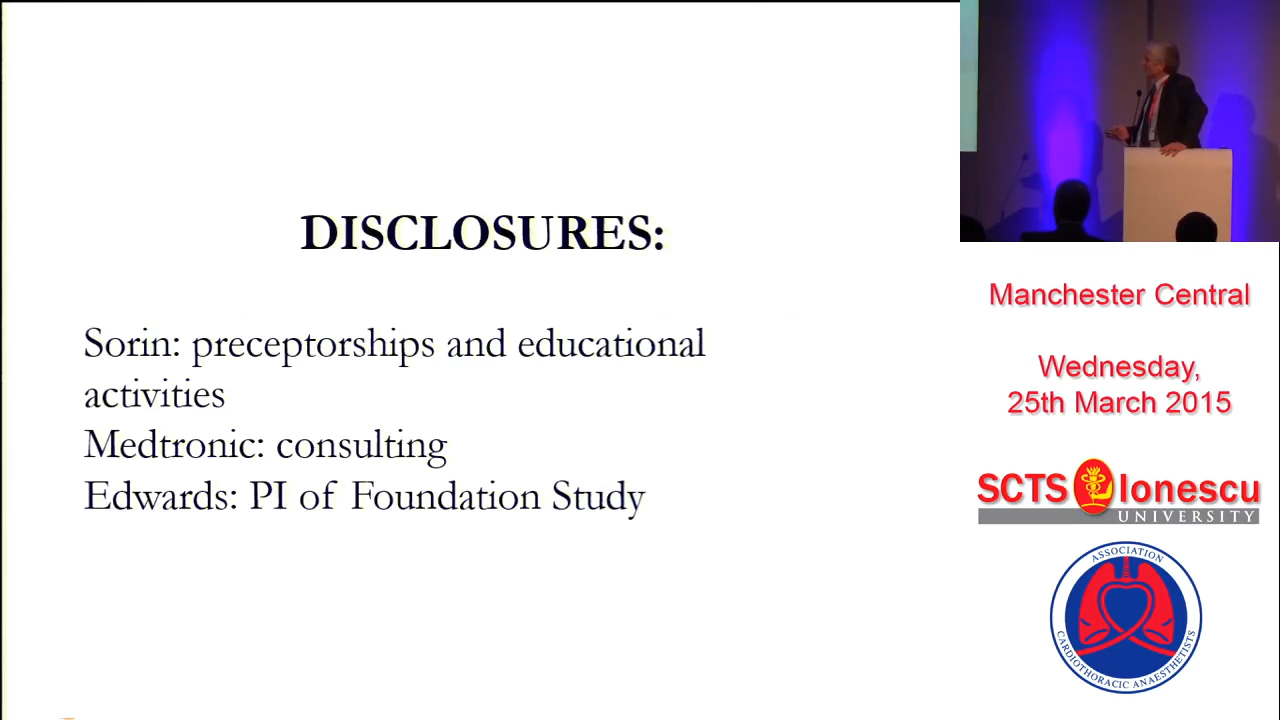 DISCLOSURES:
Sorin: preceptorships and educational
activities
Medtronic: consulting
Edwards: PI of Foundation Study
Manchester Central
Wednesday,
25th March 2015
SCTS Ionescu
UNIVERSITY
ASSOCIATION
CARDIOTHORACIC ANAESTHETISTS